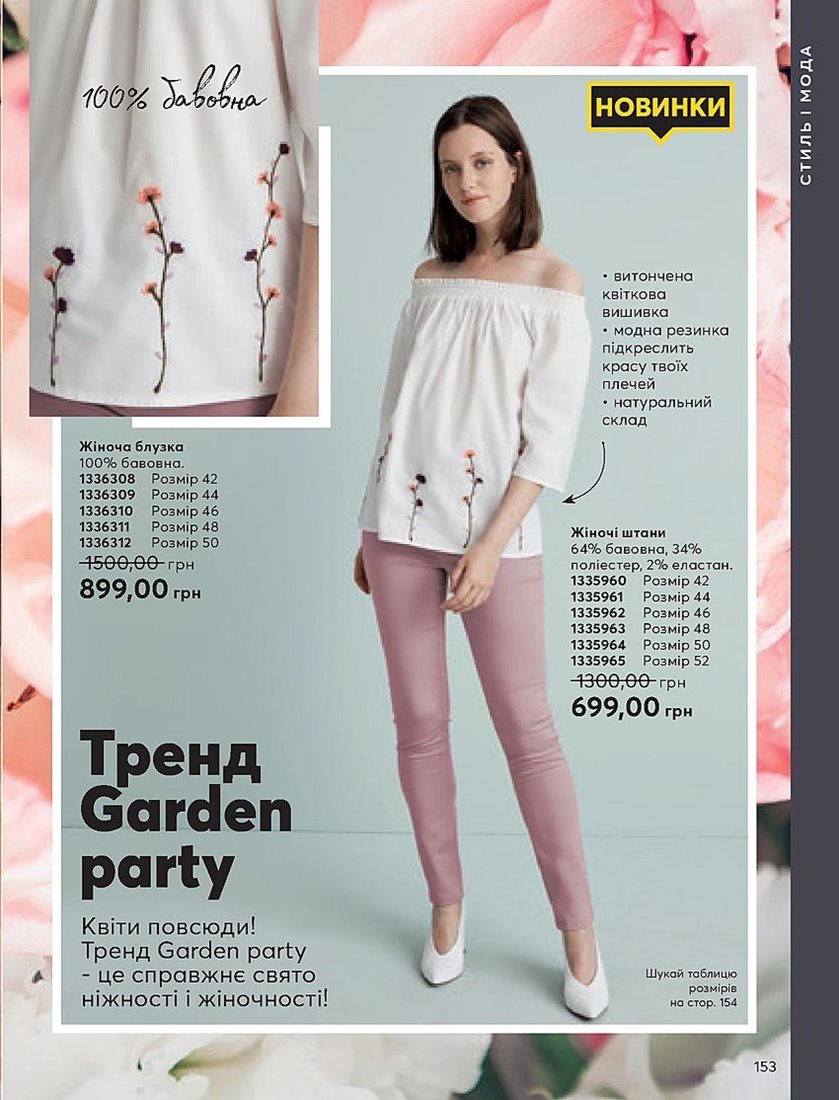 СТИЛЬ І МОДА
100% бавовна
НОВИНКИ
• витончена
квіткова
вишивка
• модна резинка
підкреслить
красу твоїх
плечей
• натуральний
склад
Жіноча блузка
100% бавовна.
1336308 Розмір 42
1336309 Розмір 44
1336310 Розмір 46
1336311 Розмір 48
1336312 Розмір 50
1500,00 грн
899,00 грн
Жіночі штани
64% бавовна, 34%
поліестер, 2% еластан.
1335960 Розмір 42
1335961 Розмір 44
1335962 Розмір 46
1335963 Розмір 48
1335964 Розмір 50
1335965 Розмір 52
1300,00 грн
699,00 грн
Тренд
Garden
party
Квіти повсюди!
Тренд Garden party
- це справжнє свято
ніжності і жіночності!
Шукай таблицю
розмірів
на стор. 154
153